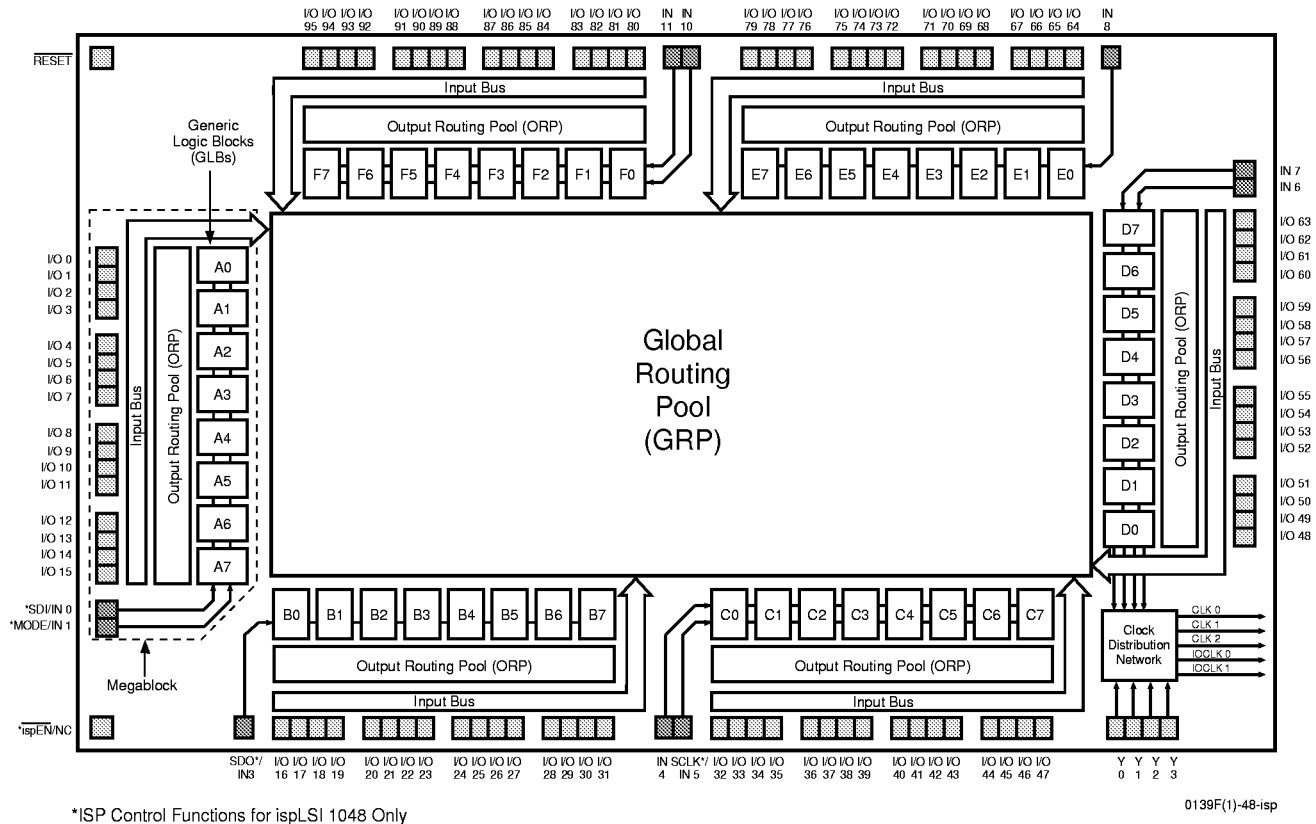 I/O I/O I/O I/O I/O I/O I/O I/O I/O I/O I/O I/O I/O I/O I/O I/O IN IN I/O I/O I/O I/O I/O I/O I/O I/O I/O I/O I/O I/O I/O I/O I/O I/O IN
95 94 93 92 91 90 89 88 87 86 85 84 83 82 81 80 11 10 79 78 77 76 75 74 73 72 71 70 69 68 67 66 65 64 8
RESET
Input Bus Input Bus
Output Routing Pool (ORP) Output Routing Pool (ORP)
F7 F6 F5 F4 F3 F2 F1 F0 E7 E6 E5 E4 E3 E2 E1 E0
Generic
Logic Blocks
(GLBs)
IN 7
IN 6
I/O 0
I/O 1
I/O 2
I/O 3
I/O 4
I/O 5
I/O 6
I/O 7
I/O 8
I/O 9
I/O 10
I/O 11
I/O 12
I/O 13
I/O 14
I/O 15
*SDI/IN 0
*MODE/IN 1
Input Bus
Output Routing Pool (ORP)
A0
A1
A2
A3
A4
A5
A6
A7
Megablock
Global
Routing
Pool
(GRP)
D7
D6
D5
D4
D3
D2
D1
D0
Output Routing Pool (ORP)
Input Bus
I/O 63
I/O 62
I/O 61
I/O 60
I/O 59
I/O 58
I/O 57
I/O 56
I/O 55
I/O 54
I/O 53
I/O 52
I/O 51
I/O 50
I/O 49
I/O 48
B0 B1 B2 B3 B4 B5 B6 B7 C0 C1 C2 C3 C4 C5 C6 C7
Output Routing Pool (ORP) Output Routing Pool (ORP)
Input Bus Input Bus
Clock
Distribution
Network
CLK 0
CLK 1
CLK 2
IOCLK 0
IOCLK 1
*ispEN/NC
SDO*/ I/O I/O I/O I/O I/O I/O I/O I/O I/O I/O I/O I/O I/O I/O I/O I/O IN SCLK*/ I/O I/O I/O I/O I/O I/O I/O I/O I/O I/O I/O I/O I/O I/O I/O I/O Y Y Y Y
IN3 16 17 18 19 20 21 22 23 24 25 26 27 28 29 30 31 4 IN 5 32 33 34 35 36 37 38 39 40 41 42 43 44 45 46 47 0 1 2 3
*ISP Control Functions for ispLSI 1048 Only
0139F(1)-48-isp